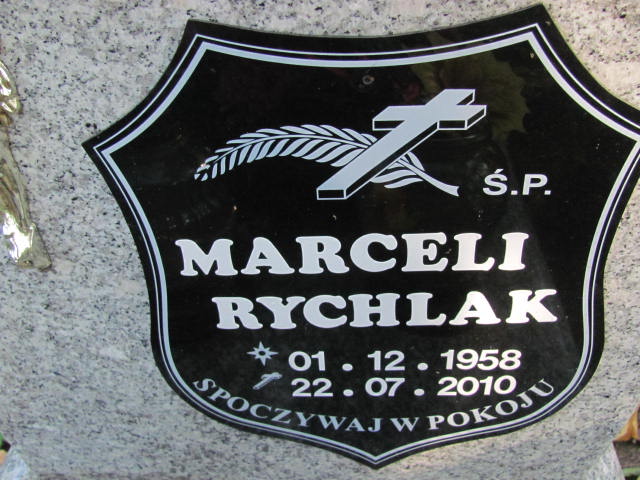 Ś.P.
MARCELI
RYCHLAK
01.12.1958
22.07.2010
SPOCZYWAJ W POKOJU